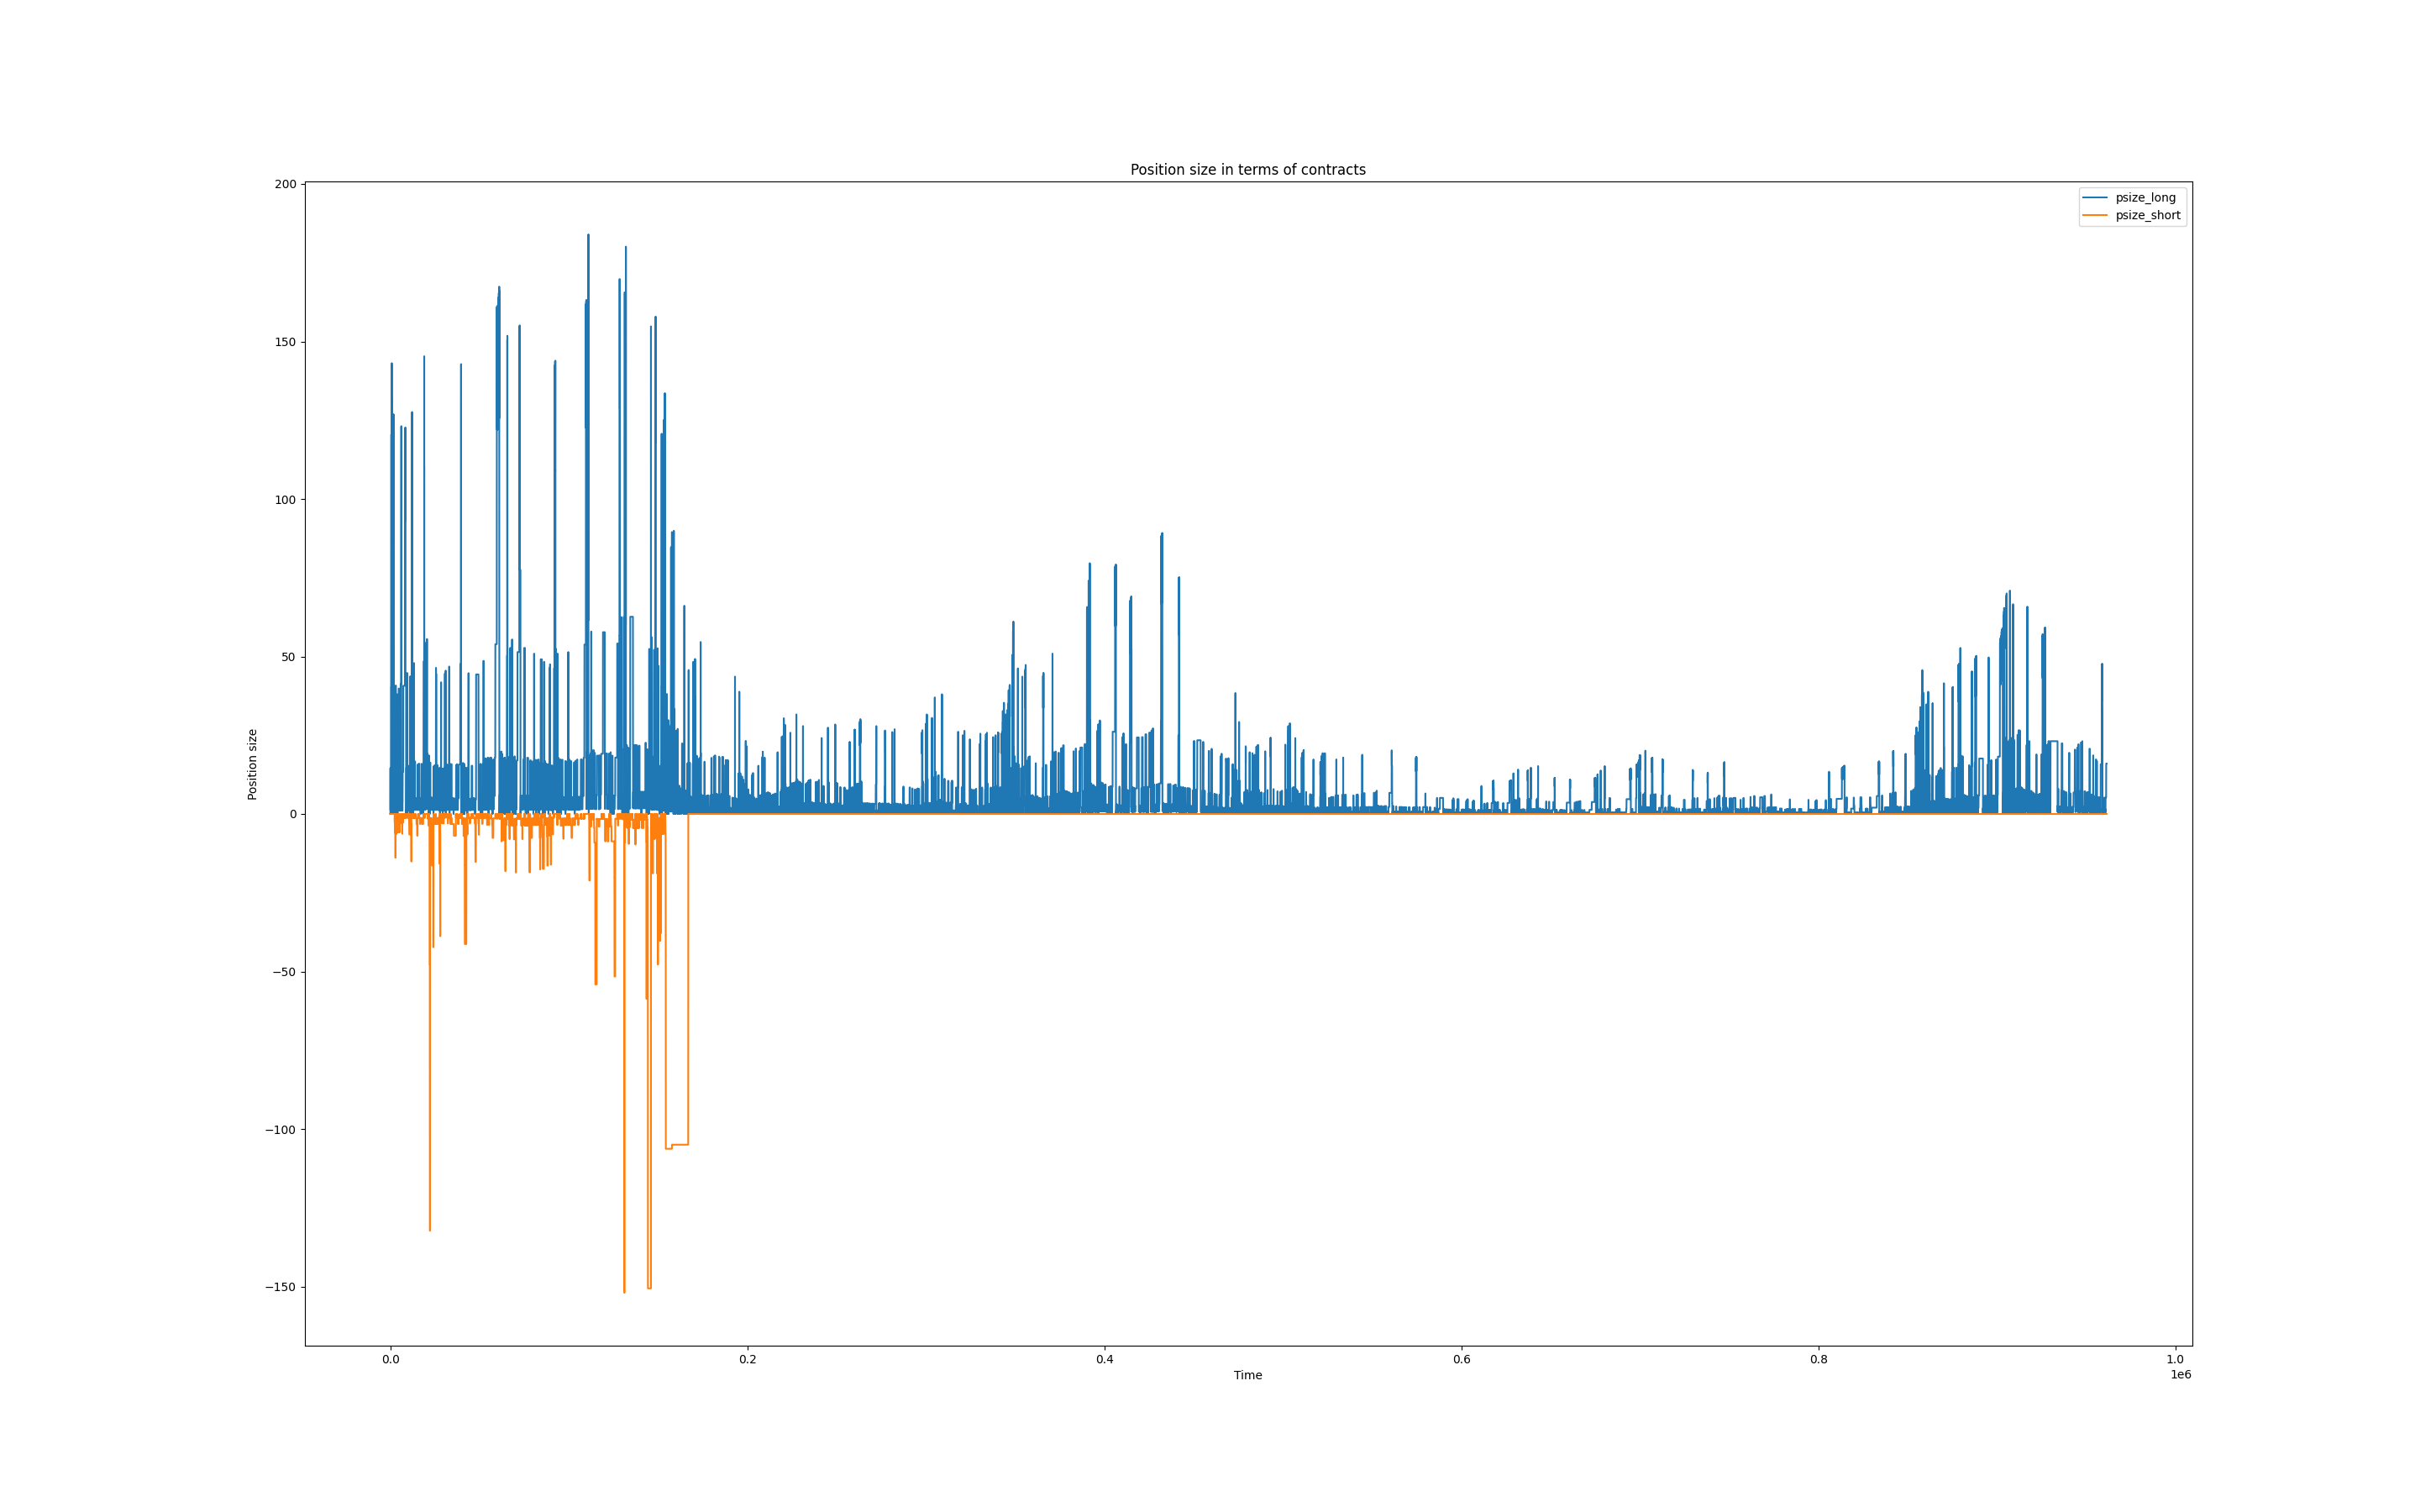 Position size in terms of contracts
psize_long
psize_short
200
150
100
50
0
−50
−100
−150
Position size
0.0
0.2
0.4
0.6
0.8
1.0
1e6
Time